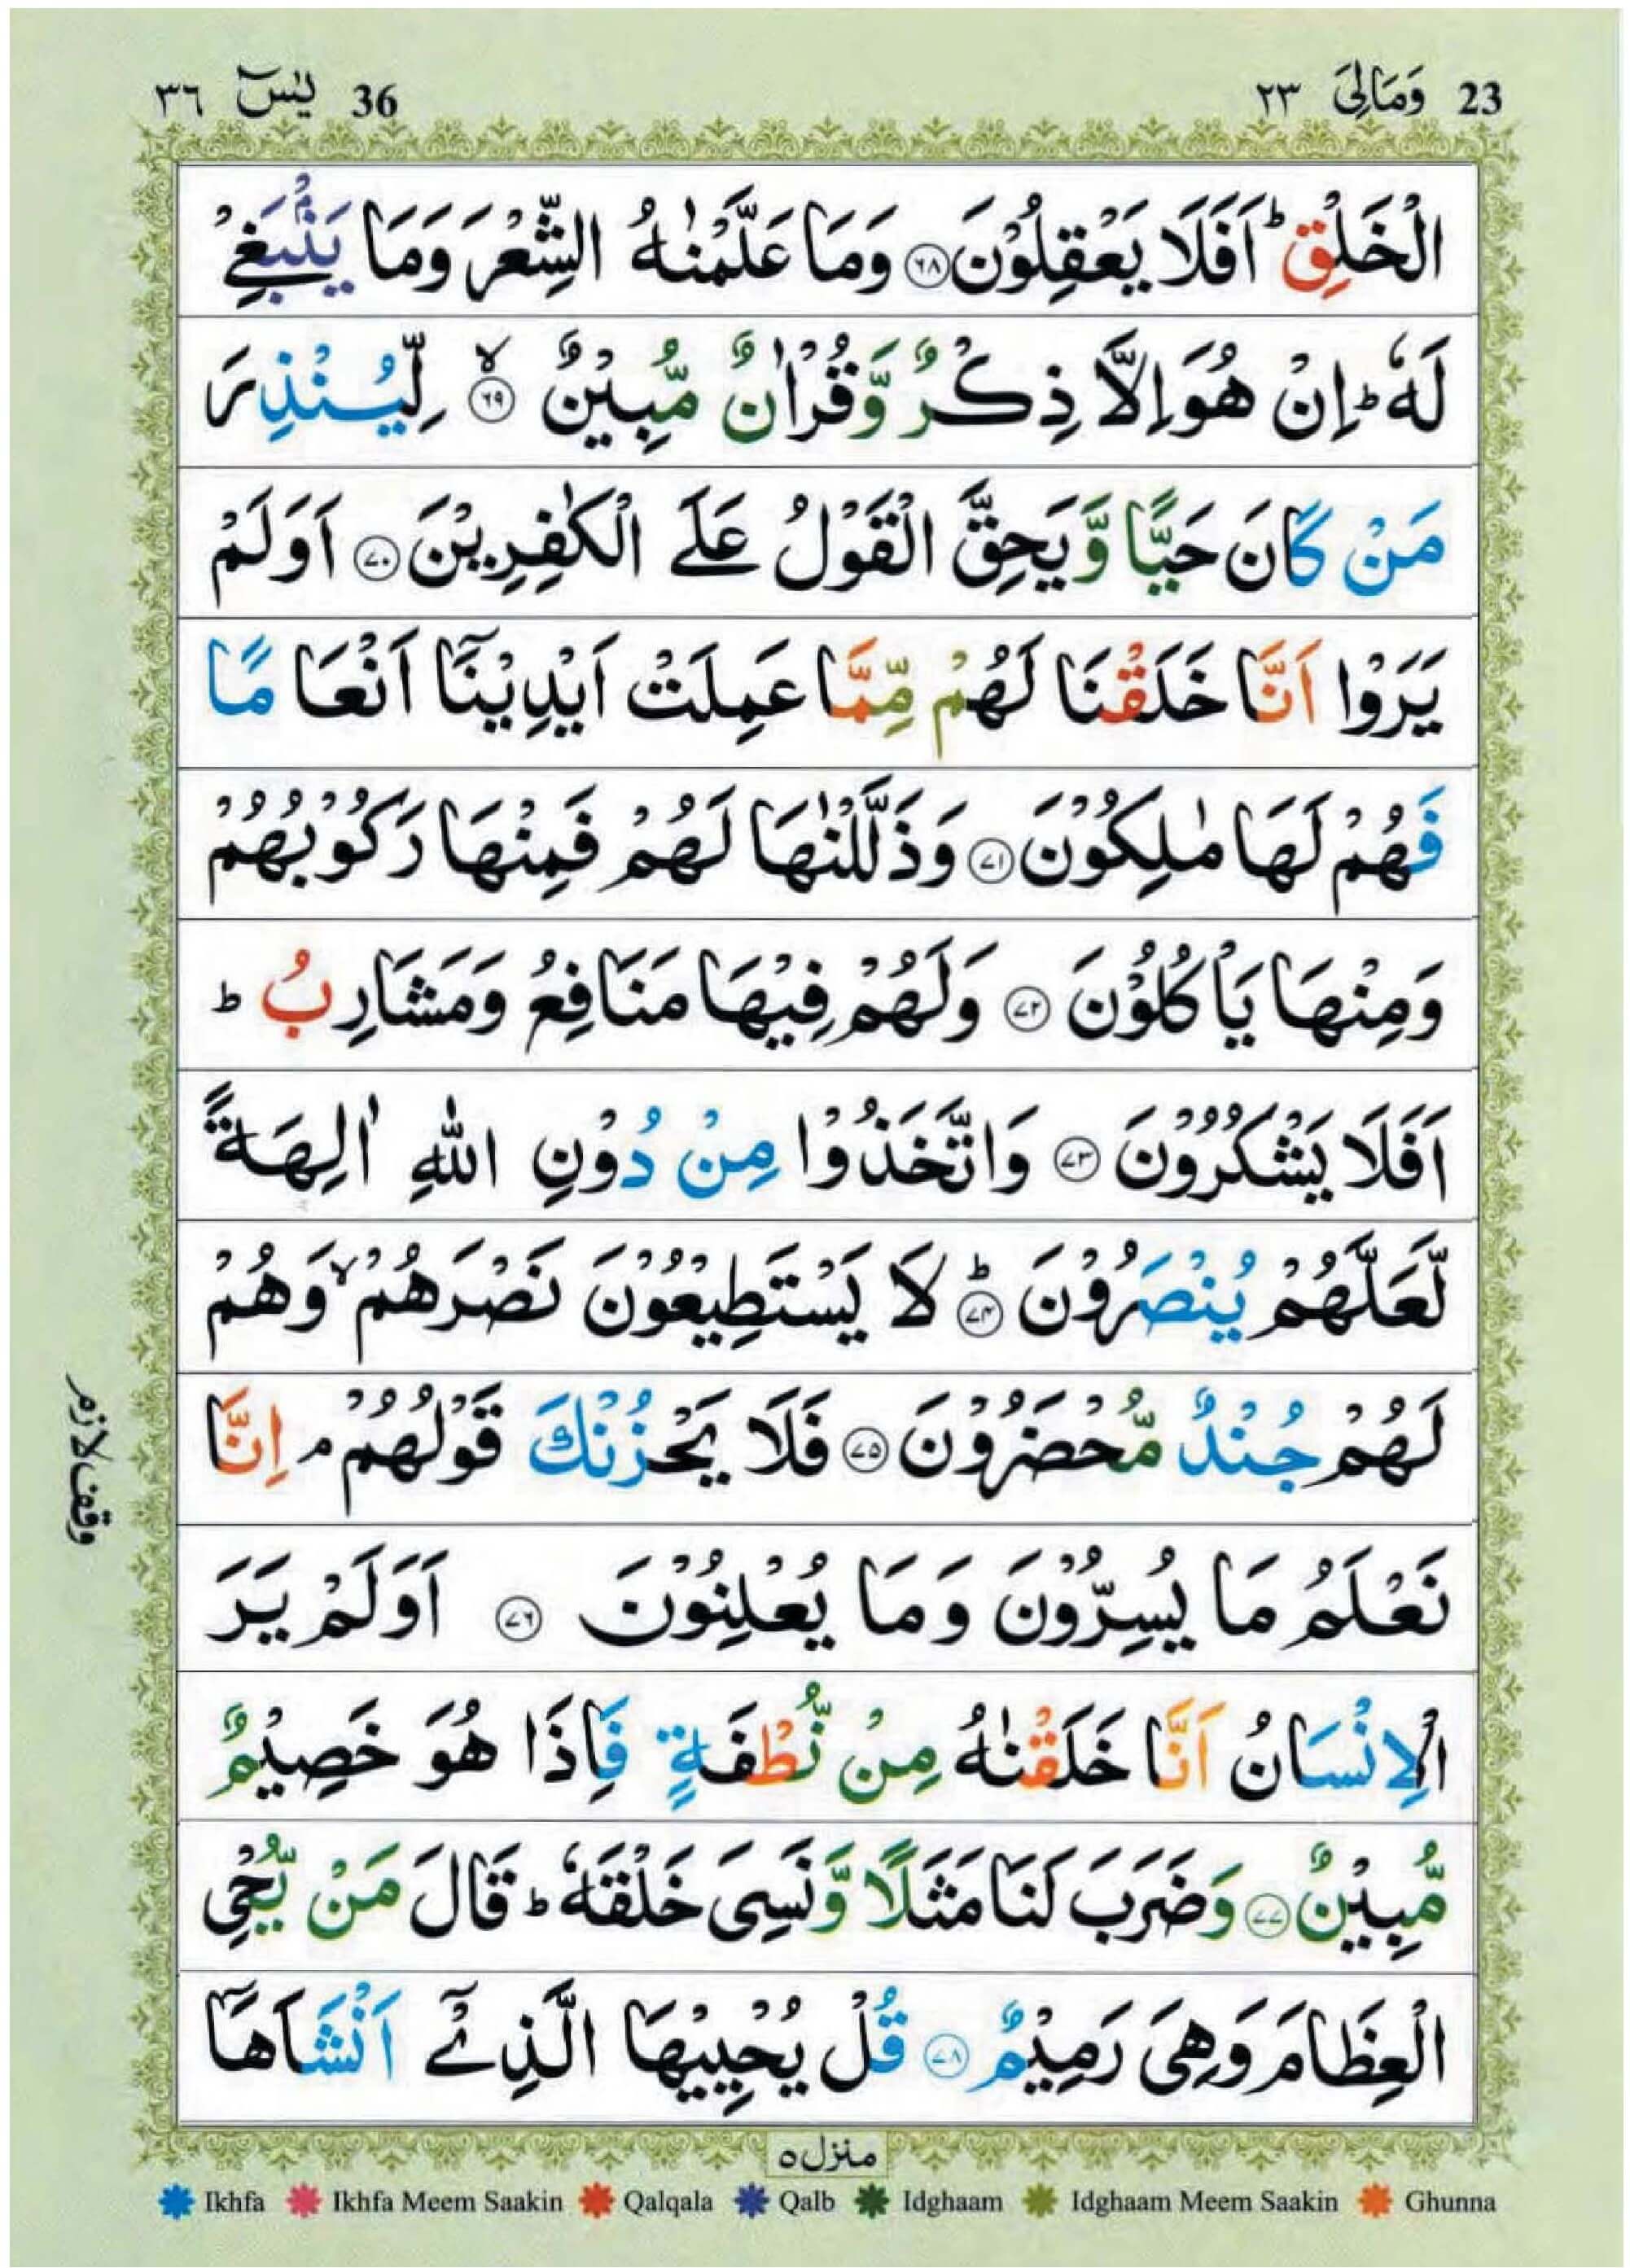 23 وَمَالِىَ ٢٣
36 يٰسٓ ٣٦
الْخَلْقِ ؕ اَفَلَا يَعْقِلُوْنَ ﴿٦٨﴾ وَمَا عَلَّمْنٰهُ الشِّعْرَ وَمَا يَنْۢبَغِىْ
لَهٗ ؕ اِنْ هُوَ اِلَّا ذِكْرٌ وَّقُرْاٰنٌ مُّبِيْنٌ ﴿٦٩﴾ ۙ لِّيُنْذِرَ
مَنْ كَانَ حَيًّا وَّيَحِقَّ الْقَوْلُ عَلَى الْكٰفِرِيْنَ ﴿٧٠﴾ اَوَلَمْ
يَرَوْا اَنَّا خَلَقْنَا لَهُمْ مِّمَّا عَمِلَتْ اَيْدِيْنَاۤ اَنْعَامًا
فَهُمْ لَهَا مٰلِكُوْنَ ﴿٧١﴾ وَذَلَّلْنٰهَا لَهُمْ فَمِنْهَا رَكُوْبُهُمْ
وَمِنْهَا يَاْكُلُوْنَ ﴿٧٢﴾ وَلَهُمْ فِيْهَا مَنَافِعُ وَمَشَارِبُ ؕ
اَفَلَا يَشْكُرُوْنَ ﴿٧٣﴾ وَاتَّخَذُوْا مِنْ دُوْنِ اللّٰهِ اٰلِهَةً
لَّعَلَّهُمْ يُنْصَرُوْنَ ﴿٧٤﴾ ؕ لَا يَسْتَطِيْعُوْنَ نَصْرَهُمْ ۙ وَهُمْ
لَهُمْ جُنْدٌ مُّحْضَرُوْنَ ﴿٧٥﴾ فَلَا يَحْزُنْكَ قَوْلُهُمْ ۘ اِنَّا
نَعْلَمُ مَا يُسِرُّوْنَ وَمَا يُعْلِنُوْنَ ﴿٧٦﴾ اَوَلَمْ يَرَ
الْاِنْسَانُ اَنَّا خَلَقْنٰهُ مِنْ نُّطْفَةٍ فَاِذَا هُوَ خَصِيْمٌ
مُّبِيْنٌ ﴿٧٧﴾ وَضَرَبَ لَنَا مَثَلًا وَّنَسِىَ خَلْقَهٗ ؕ قَالَ مَنْ يُّحْىِ
الْعِظَامَ وَهِىَ رَمِيْمٌ ﴿٧٨﴾ قُلْ يُحْيِيْهَا الَّذِىْۤ اَنْشَاَهَاۤ
وقف لازم
منزل ٥
Ikhfa Ikhfa Meem Saakin Qalqala Qalb Idghaam Idghaam Meem Saakin Ghunna